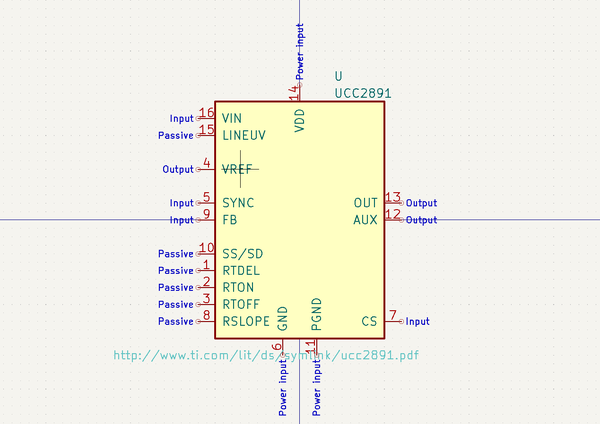 Power input
14
U
UCC2891
VDD
Input 16 VIN
Passive 15 LINEUV
Output 4 VREF
Input 5 SYNC OUT 13 Output
Input 9 FB AUX 12 Output
Passive 10 SS/SD
Passive 1 RTDEL
Passive 2 RTON
Passive 3 RTOFF
Passive 8 RSLOPE GND PGND CS 7 Input
6 11
http://www.ti.com/lit/ds/symlink/ucc2891.pdf
Power input Power input